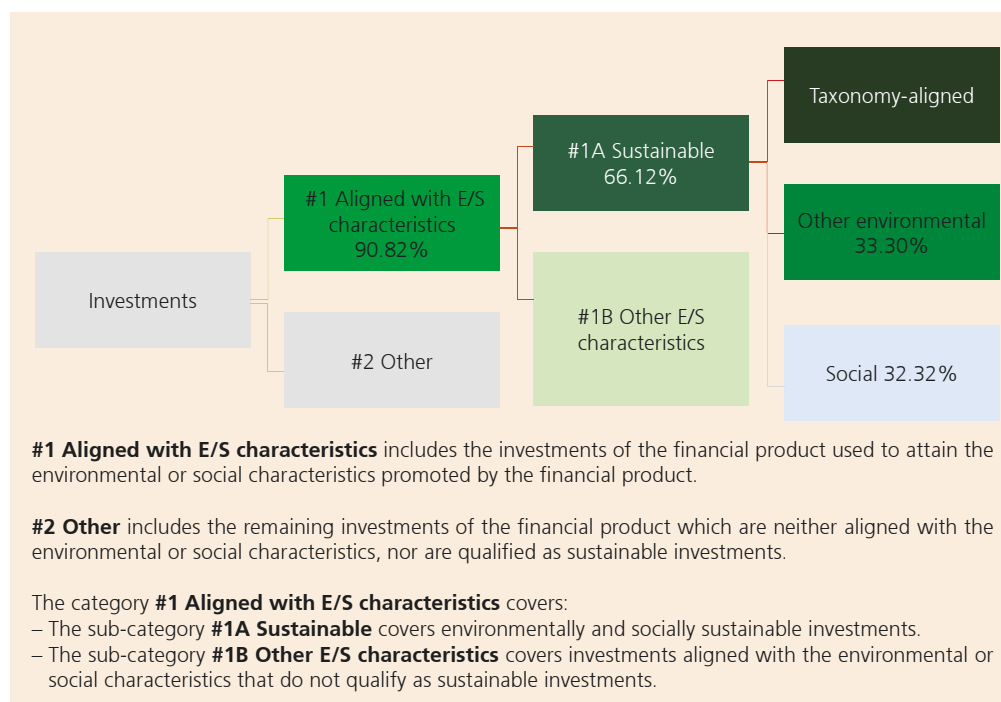 Taxonomy-aligned
#1A Sustainable
66.12%
#1 Aligned with E/S
characteristics
90.82%
Other environmental
33.30%
Investments
#1B Other E/S
characteristics
#2 Other
Social 32.32%
#1 Aligned with E/S characteristics includes the investments of the financial product used to attain the
environmental or social characteristics promoted by the financial product.
#2 Other includes the remaining investments of the financial product which are neither aligned with the
environmental or social characteristics, nor are qualified as sustainable investments.
The category #1 Aligned with E/S characteristics covers:
– The sub-category #1A Sustainable covers environmentally and socially sustainable investments.
– The sub-category #1B Other E/S characteristics covers investments aligned with the environmental or
social characteristics that do not qualify as sustainable investments.